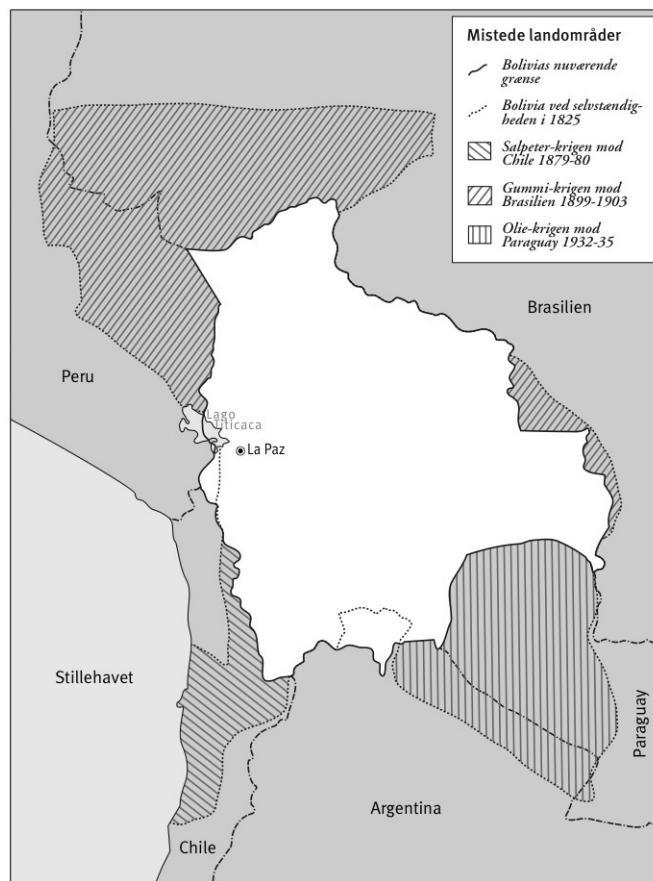 Mistede landområder
Bolivias nuværende
grænse
Bolivia ved selvstændig-
heden i 1825
Salpeter-krigen mod
Chile 1879-80
Gummi-krigen mod
Brasilien 1899-1903
Olie-krigen mod
Paraguay 1932-35
Brasilien
Peru
Lago
Titicaca
La Paz
Stillehavet
Paraguay
Argentina
Chile